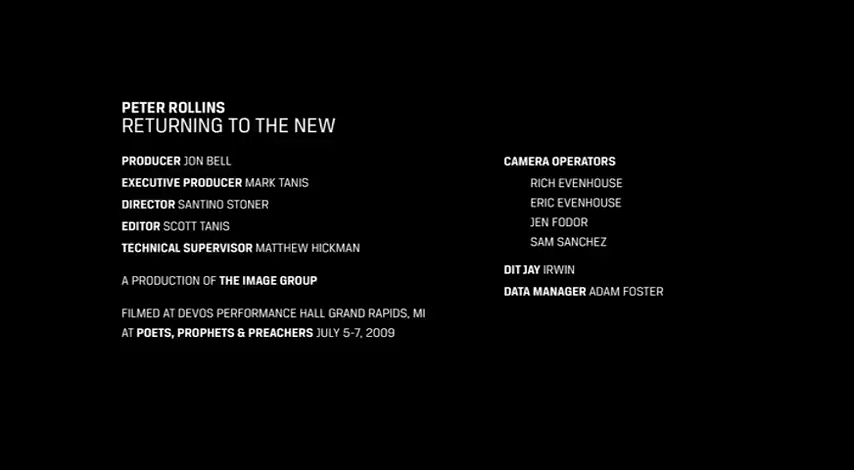 PETER ROLLINS
RETURNING TO THE NEW
PRODUCER JON BELL
EXECUTIVE PRODUCER MARK TANIS
DIRECTOR SANTINO STONER
EDITOR SCOTT TANIS
TECHNICAL SUPERVISOR MATTHEW HICKMAN
A PRODUCTION OF THE IMAGE GROUP
FILMED AT DEVOS PERFORMANCE HALL GRAND RAPIDS, MI
AT POETS, PROPHETS & PREACHERS JULY 5-7, 2009
CAMERA OPERATORS
RICH EVENHOUSE
ERIC EVENHOUSE
JEN FODOR
SAM SANCHEZ
DIT JAY IRWIN
DATA MANAGER ADAM FOSTER